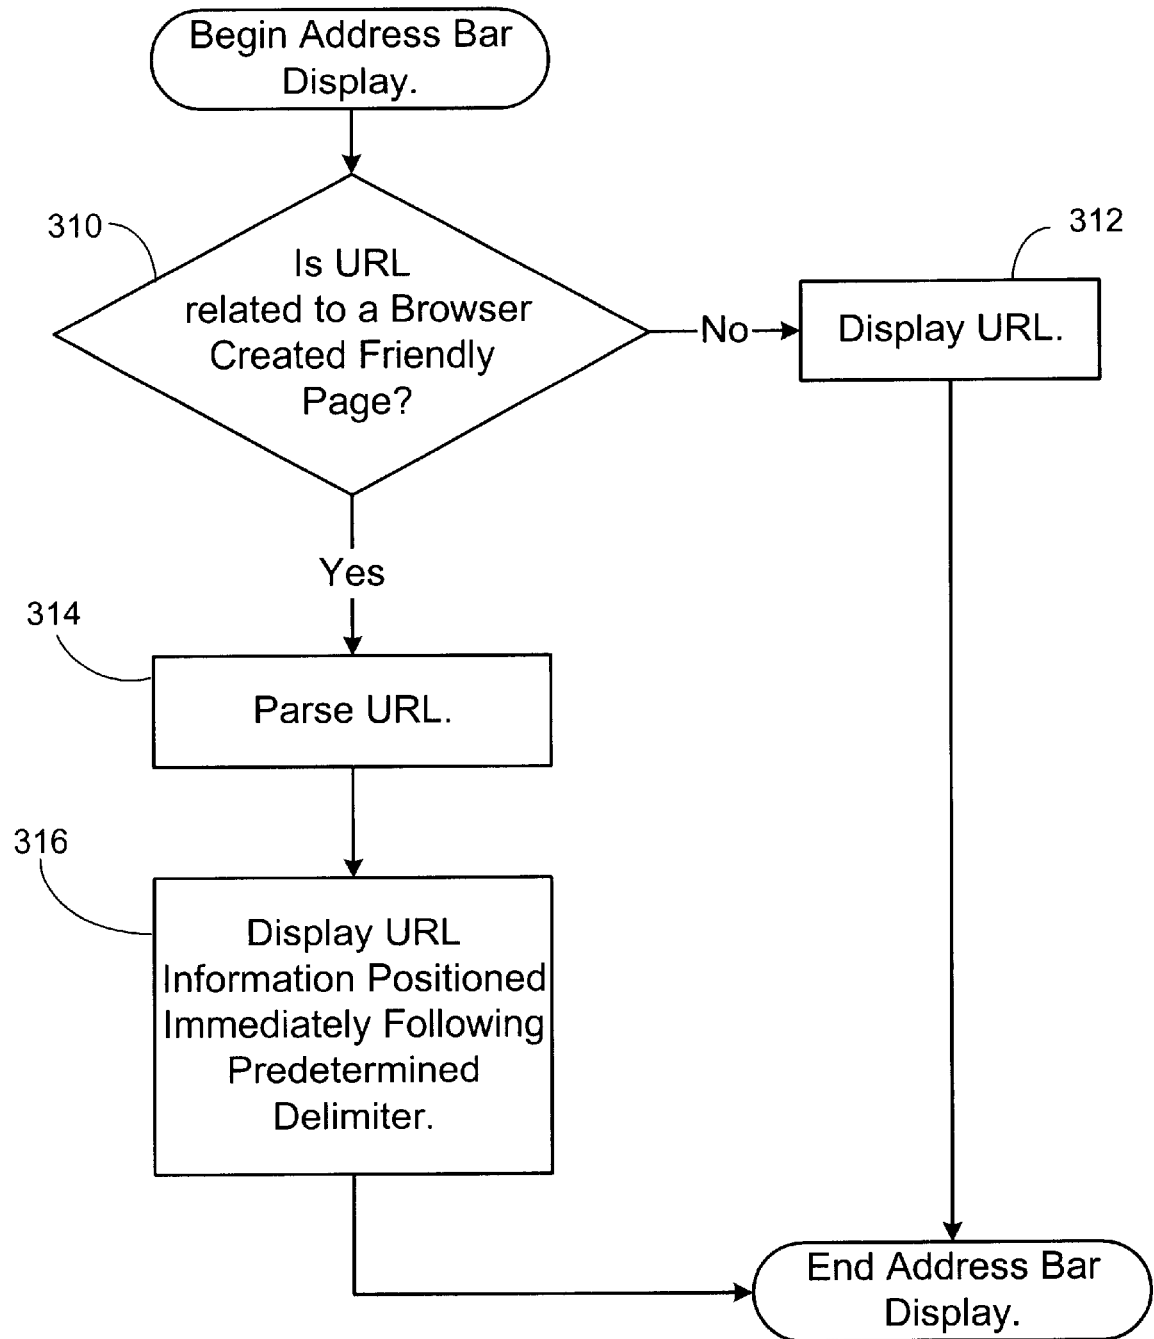 Begin Address Bar
Display.
310
Is URL
related to a Browser
Created Friendly
Page?
No
312
Display URL.
Yes
314
Parse URL.
316
Display URL
Information Positioned
Immediately Following
Predetermined
Delimiter.
End Address Bar
Display.